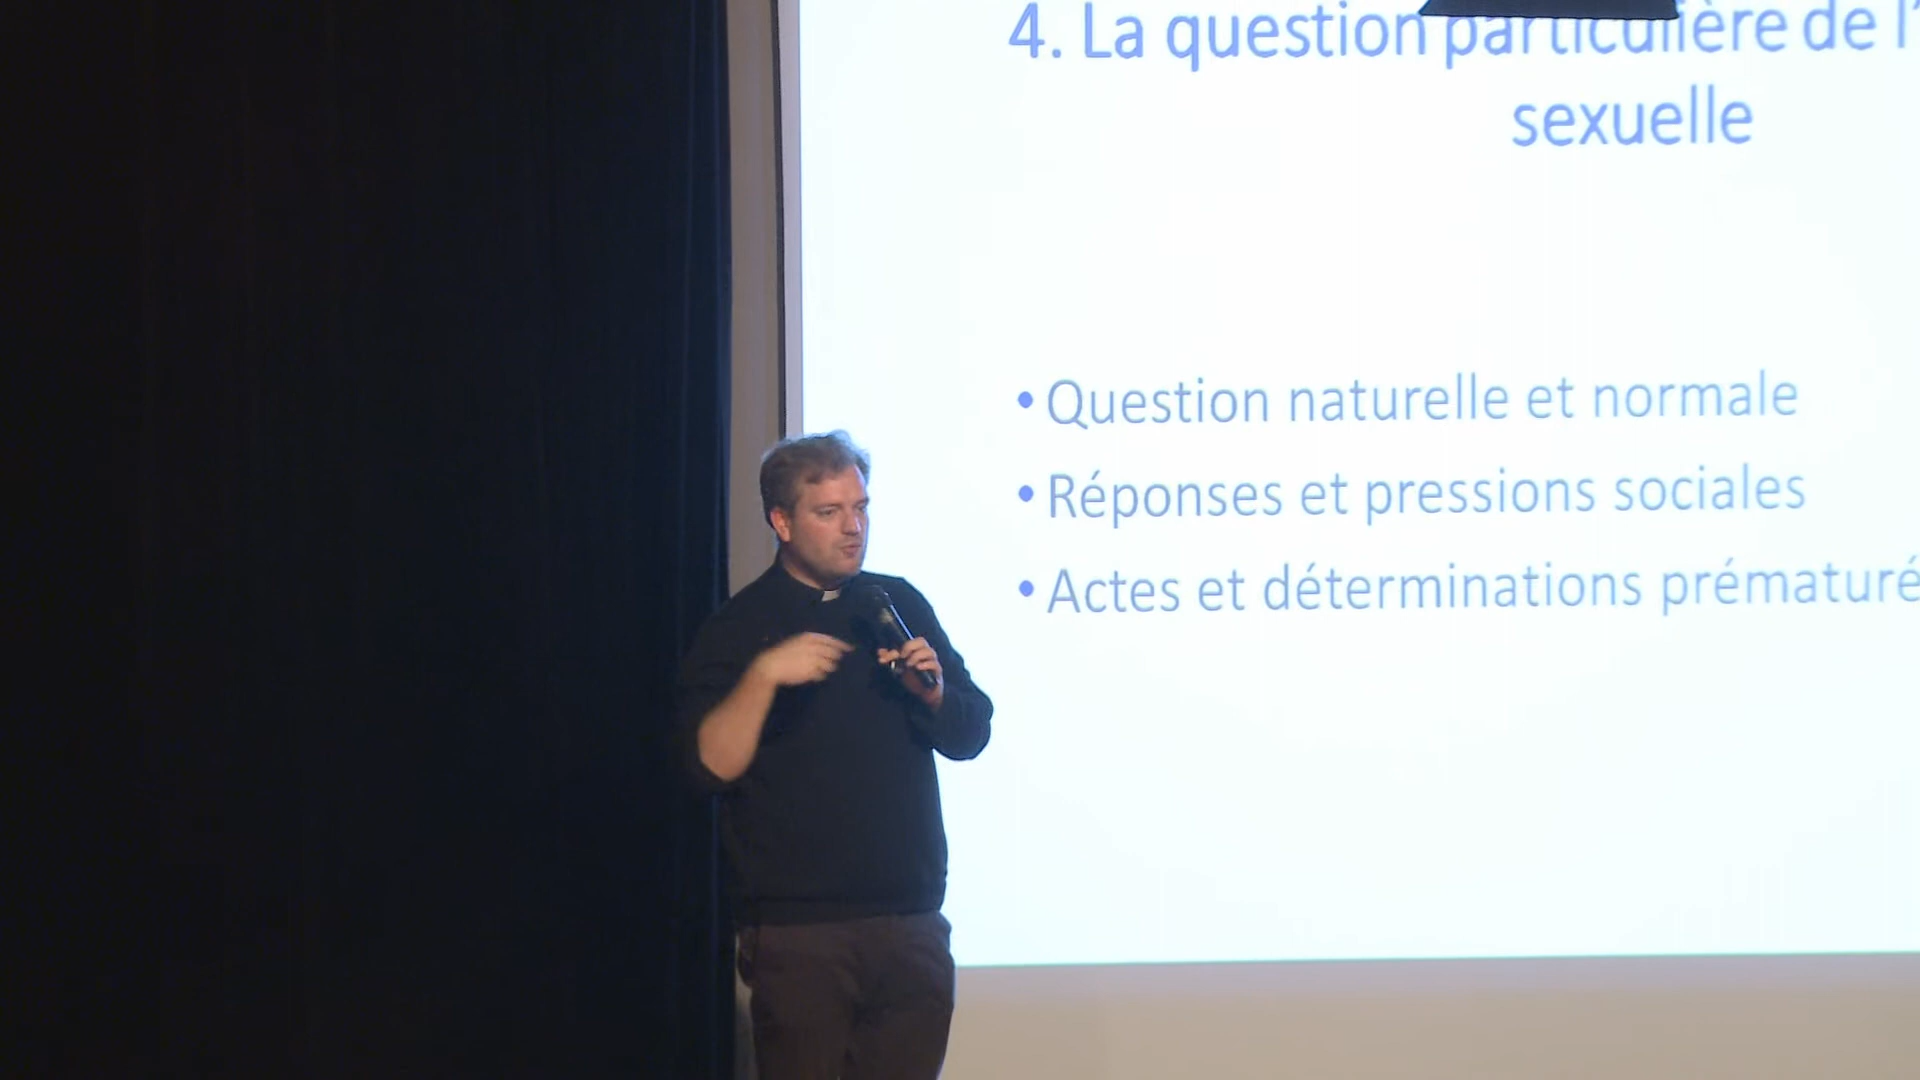 4. La question particulière de l'
sexuelle
• Question naturelle et normale
• Réponses et pressions sociales
• Actes et déterminations prématuré